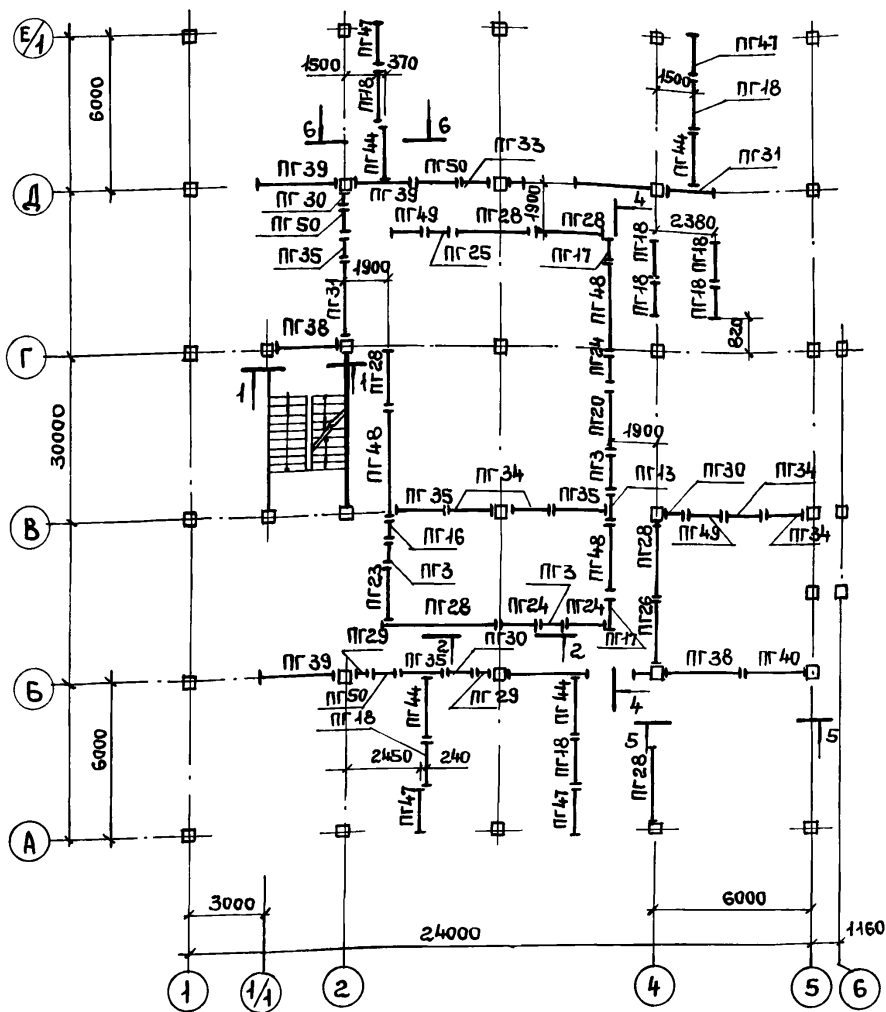 Е/1
ПГ47
1500
370
ПГ18
ПГ44
ПГ47
1500
ПГ18
ПГ44
ПГ31
6000
6
6
ПГ33
ПГ39
ПГ39
ПГ50
Д
ПГ30
ПГ50
ПГ35
1900
ПГ31
1900
ПГ49
ПГ28
ПГ28
ПГ25
ПГ17
4
ПГ18
ПГ18
2380
ПГ18
ПГ18
820
ПГ48
ПГ38
Г
ПГ28
ПГ24
1
1
ПГ20
30000
ПГ48
1900
ПГ3
ПГ13
ПГ35
ПГ34
ПГ35
ПГ30
ПГ34
ПГ49
ПГ34
В
ПГ16
ПГ48
ПГ28
ПГ3
ПГ23
ПГ3
ПГ26
ПГ28
ПГ24
ПГ24
ПГ17
2
2
ПГ29
ПГ35
ПГ30
ПГ39
ПГ38
ПГ40
Б
ПГ50
ПГ29
ПГ18
ПГ44
ПГ44
4
5
5
6000
2450
240
ПГ18
ПГ28
ПГ47
ПГ47
А
3000
6000
24000
1160
1
1/1
2
4
5
6